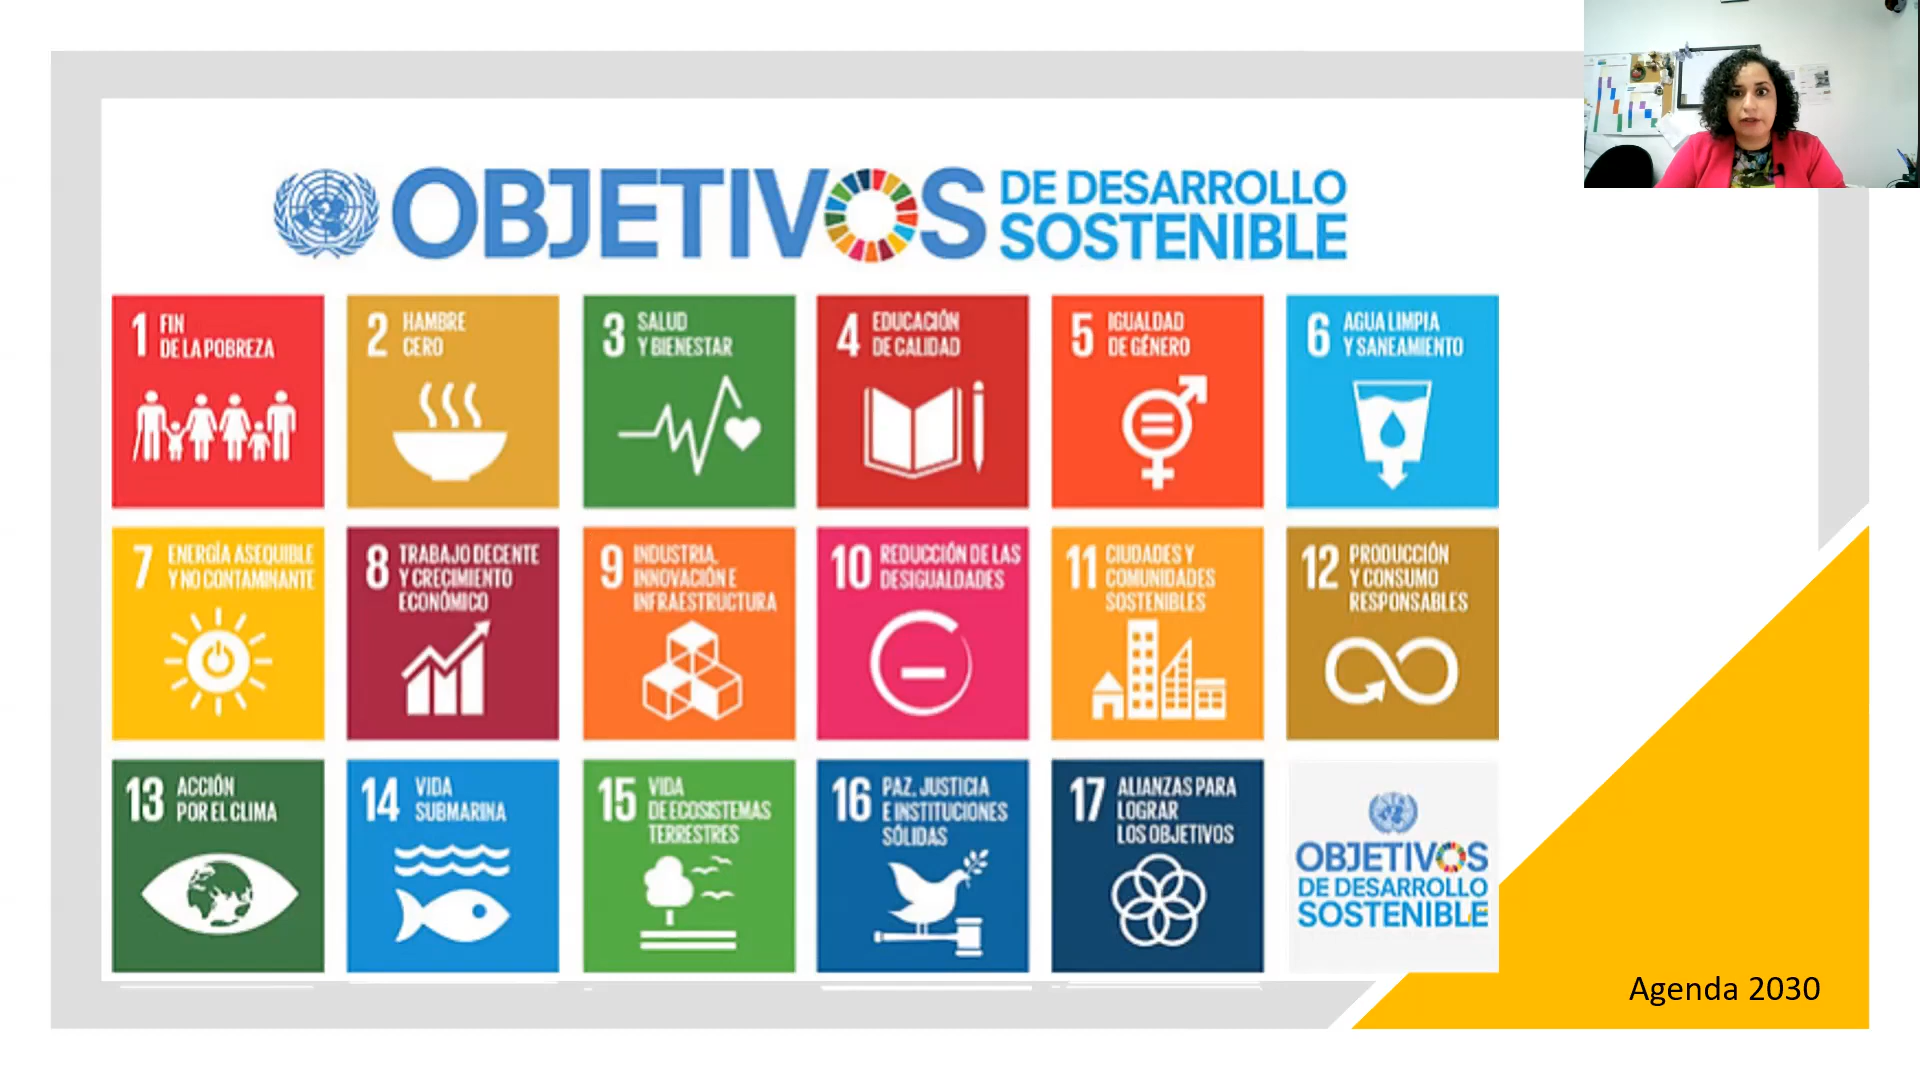 OBJETIVOS
DE DESARROLLO
SOSTENIBLE
1 FIN
DE LA POBREZA
2 HAMBRE
CERO
3 SALUD
Y BIENESTAR
4 EDUCACIÓN
DE CALIDAD
5 IGUALDAD
DE GÉNERO
6 AGUA LIMPIA
Y SANEAMIENTO
7 ENERGÍA ASEQUIBLE
Y NO CONTAMINANTE
8 TRABAJO DECENTE
Y CRECIMIENTO
ECONÓMICO
9 INDUSTRIA,
INNOVACIÓN E
INFRAESTRUCTURA
10 REDUCCIÓN DE LAS
DESIGUALDADES
11 CIUDADES Y
COMUNIDADES
SOSTENIBLES
12 PRODUCCIÓN
Y CONSUMO
RESPONSABLES
13 ACCIÓN
POR EL CLIMA
14 VIDA
SUBMARINA
15 VIDA
DE ECOSISTEMAS
TERRESTRES
16 PAZ, JUSTICIA
E INSTITUCIONES
SÓLIDAS
17 ALIANZAS PARA
LOGRAR
LOS OBJETIVOS
OBJETIVOS
DE DESARROLLO
SOSTENIBLE
Agenda 2030